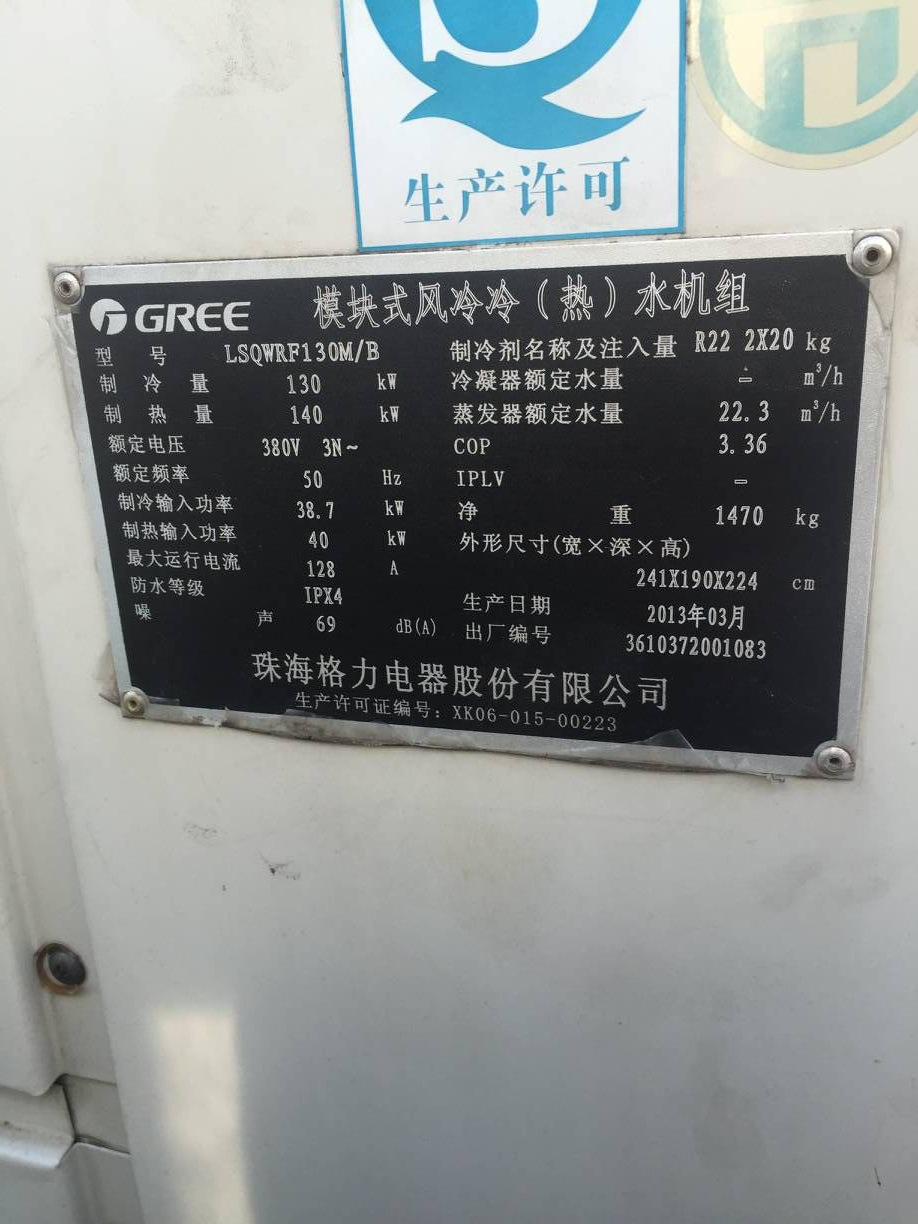 生产许可
GREE 模块式风冷冷（热）水机组
型 号 LSQWRF130M/B 制冷剂名称及注入量 R22 2X20 kg
制 冷 量 130 kW 冷凝器额定水量 - m³/h
制 热 量 140 kW 蒸发器额定水量 22.3 m³/h
额定电压 380V 3N~ COP 3.36
额定频率 50 Hz IPLV -
制冷输入功率 38.7 kW 净 重 1470 kg
制热输入功率 40 kW 外形尺寸(宽×深×高)
最大运行电流 128 A 241X190X224 cm
防水等级 IPX4 生产日期 2013年03月
噪 声 69 dB(A) 出厂编号 3610372001083
珠海格力电器股份有限公司
生产许可证编号：XK06-015-00223